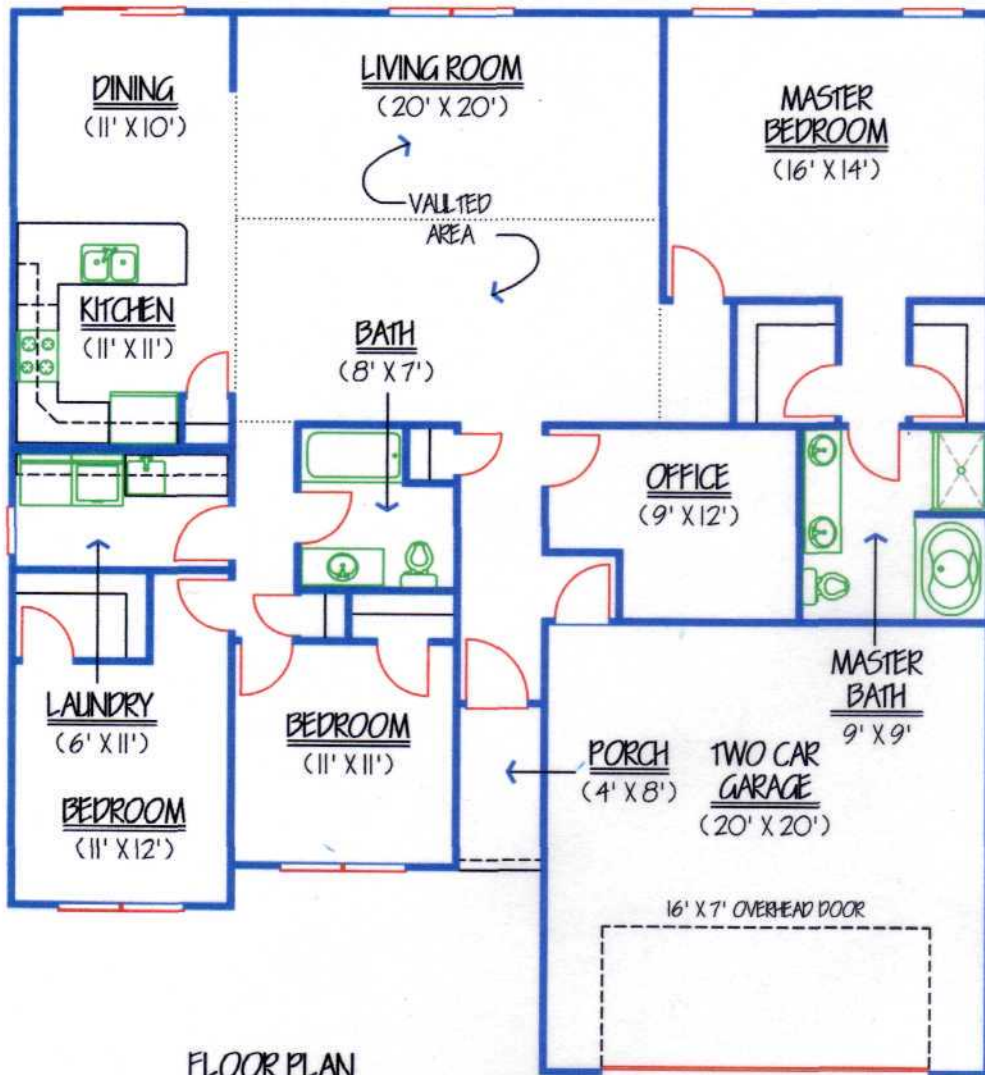 DINING
(11' X 10')
LIVING ROOM
(20' X 20')
MASTER
BEDROOM
(16' X 14')
VAULTED
AREA
KITCHEN
(11' X 11')
BATH
(8' X 7')
OFFICE
(9' X 12')
LAUNDRY
(6' X 11')
BEDROOM
(11' X 12')
BEDROOM
(11' X 11')
PORCH
(4' X 8')
MASTER
BATH
9' X 9'
TWO CAR
GARAGE
(20' X 20')
16' X 7' OVERHEAD DOOR
FLOOR PLAN